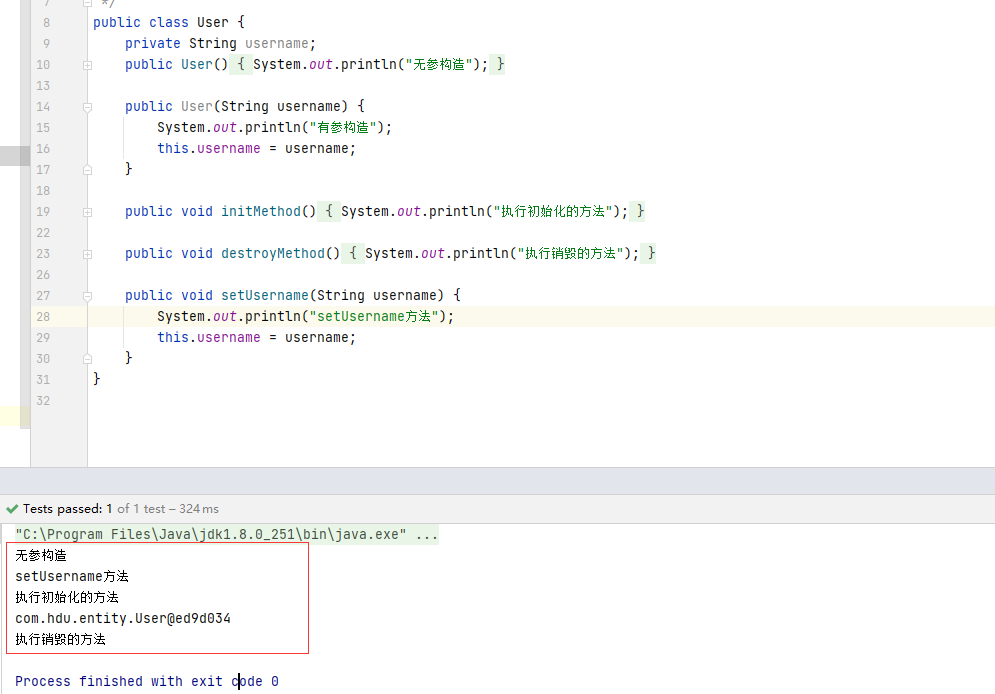 7 */
8 public class User {
9 private String username;
10 public User() { System.out.println("无参构造"); }
13
14 public User(String username) {
15 System.out.println("有参构造");
16 this.username = username;
17 }
18
19 public void initMethod() { System.out.println("执行初始化的方法"); }
22
23 public void destroyMethod() { System.out.println("执行销毁的方法"); }
26
27 public void setUsername(String username) {
28 System.out.println("setUsername方法");
29 this.username = username;
30 }
31 }
32
Tests passed: 1 of 1 test – 324 ms
"C:\Program Files\Java\jdk1.8.0_251\bin\java.exe" ...
无参构造
setUsername方法
执行初始化的方法
com.hdu.entity.User@ed9d034
执行销毁的方法
Process finished with exit code 0